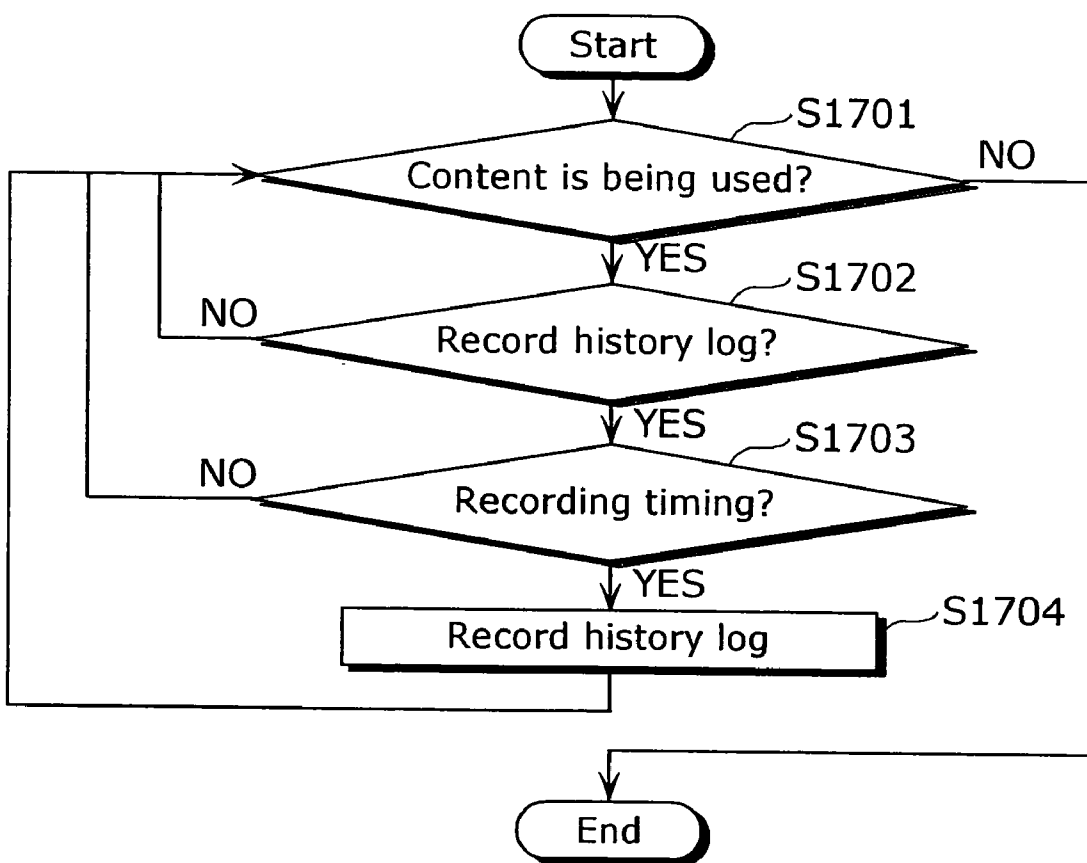 Start
S1701
Content is being used?
NO
YES
S1702
NO
Record history log?
YES
S1703
NO
Recording timing?
YES
S1704
Record history log
End